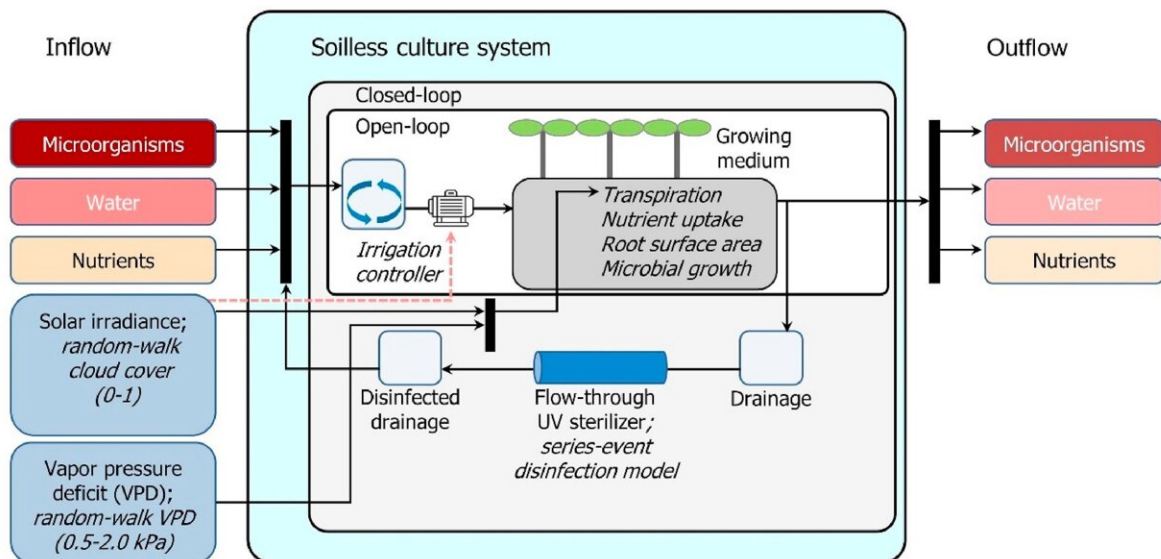 Inflow
Soilless culture system
Outflow
Closed-loop
Open-loop
Growing
medium
Microorganisms
Water
Nutrients
Irrigation
controller
Transpiration
Nutrient uptake
Root surface area
Microbial growth
Microorganisms
Water
Nutrients
Solar irradiance;
random-walk
cloud cover
(0-1)
Disinfected
drainage
Flow-through
UV sterilizer;
series-event
disinfection model
Drainage
Vapor pressure
deficit (VPD);
random-walk VPD
(0.5-2.0 kPa)